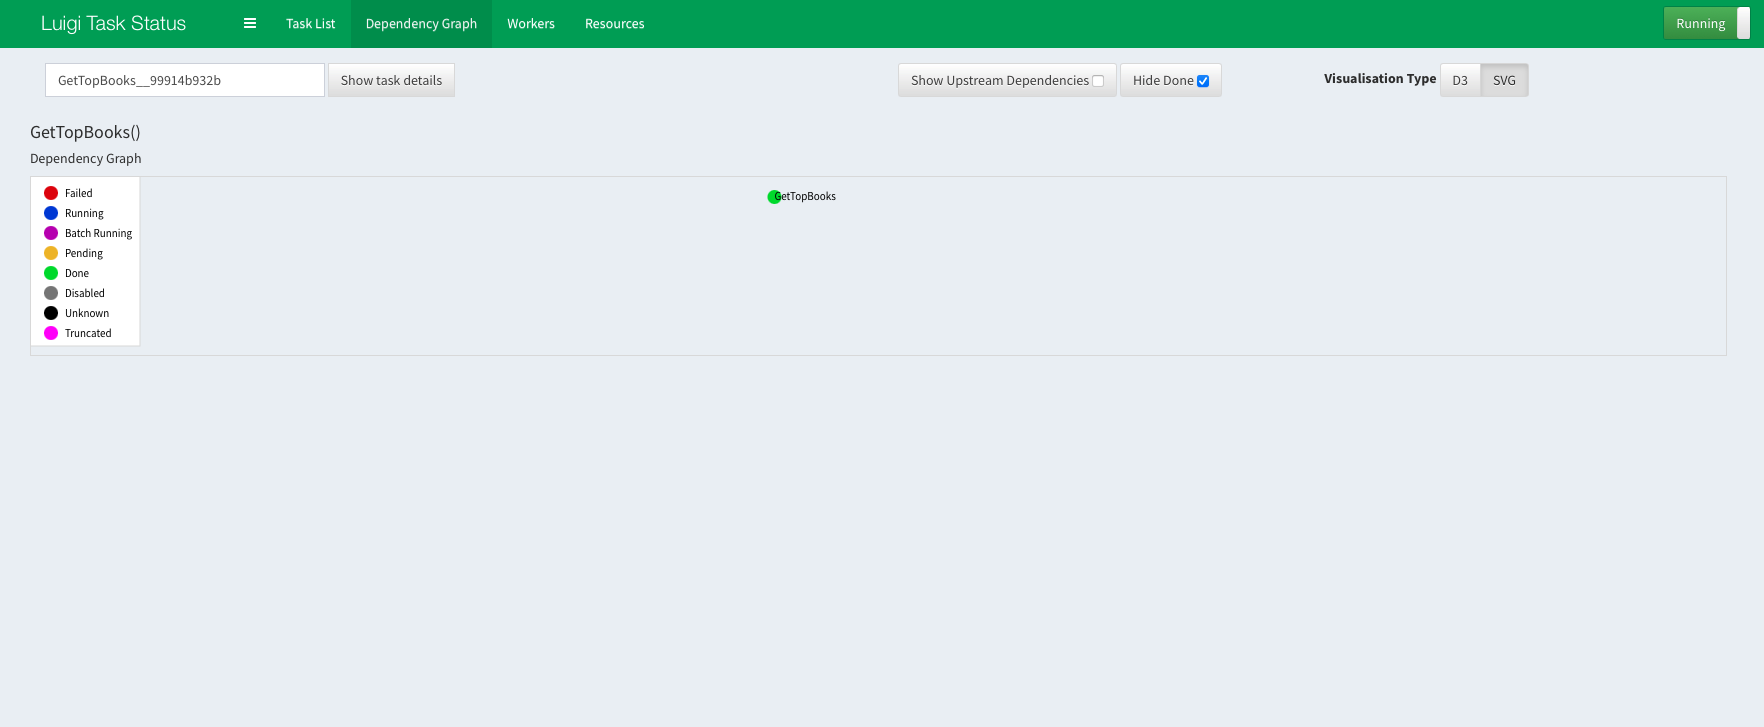 Luigi Task Status
Task List
Dependency Graph
Workers
Resources
Running
GetTopBooks__99914b932b
Show task details
Show Upstream Dependencies
Hide Done
Visualisation Type
D3
SVG
GetTopBooks()
Dependency Graph
Failed
Running
Batch Running
Pending
Done
Disabled
Unknown
Truncated
GetTopBooks